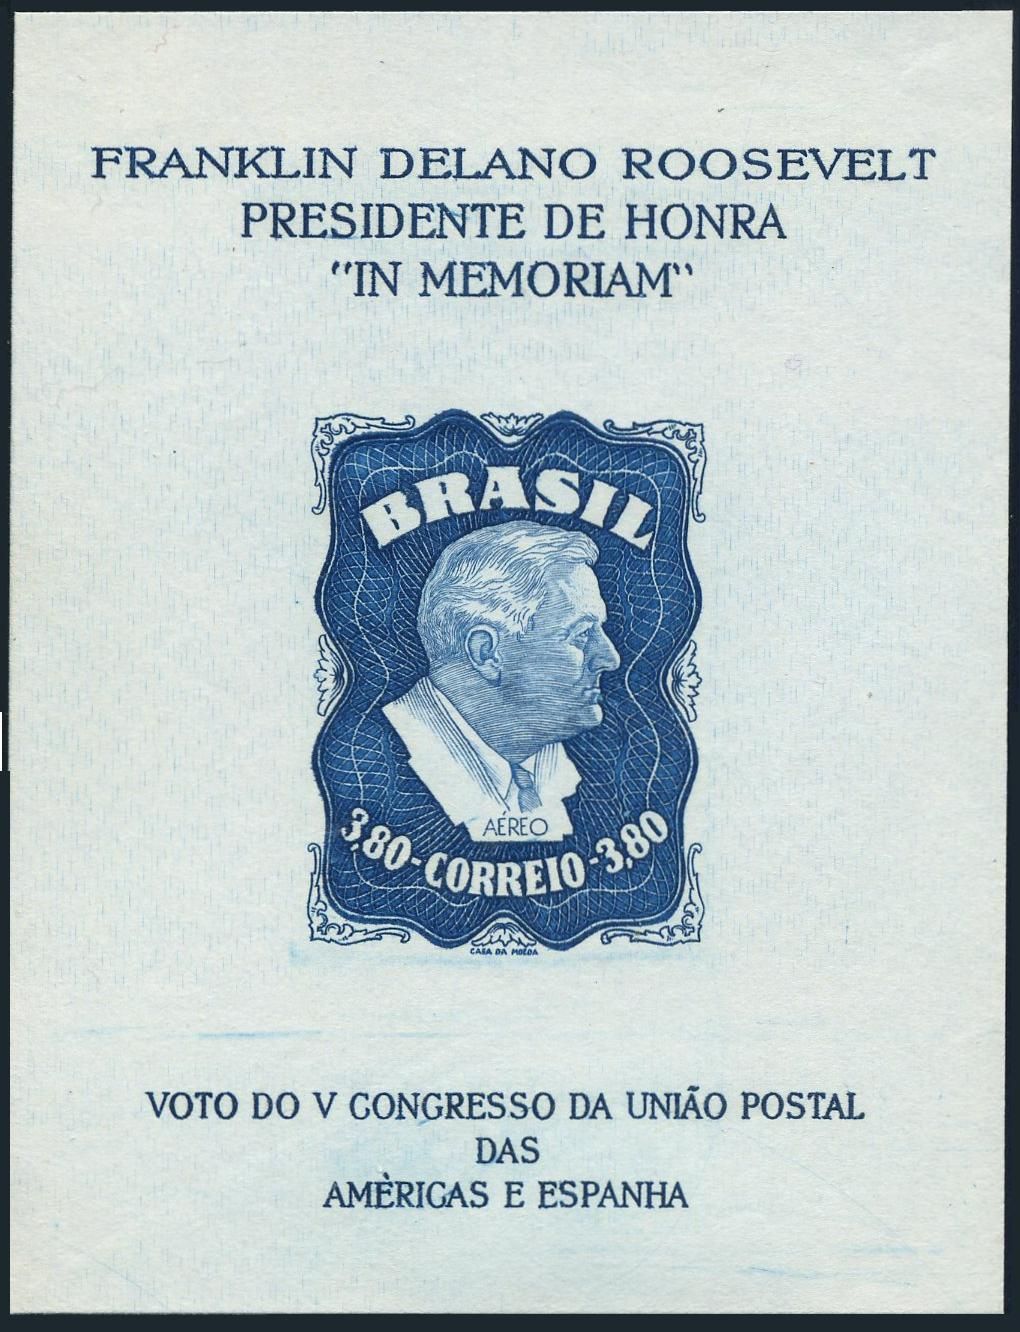 FRANKLIN DELANO ROOSEVELT
PRESIDENTE DE HONRA
"IN MEMORIAM"
BRASIL
AÉREO
3,80-CORREIO-3,80
CASA DA MOEDA
VOTO DO V CONGRESSO DA UNIÃO POSTAL
DAS
AMÈRICAS E ESPANHA